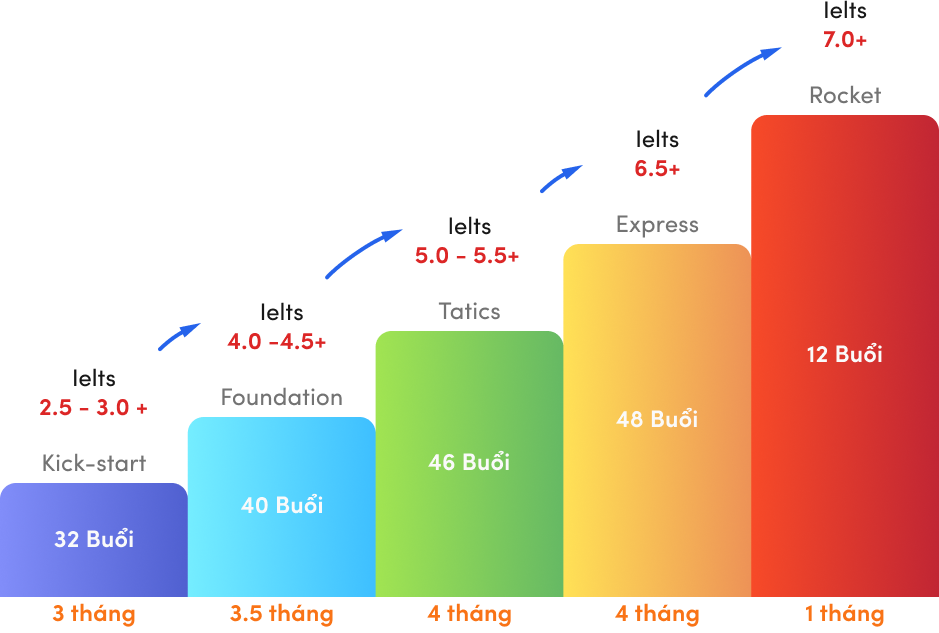 Ielts
7.0+
Rocket
Ielts
6.5+
Express
Ielts
5.0 - 5.5+
Tatics
Ielts
4.0 -4.5+
Foundation
Ielts
2.5 - 3.0 +
Kick-start
32 Buổi
40 Buổi
46 Buổi
48 Buổi
12 Buổi
3 tháng
3.5 tháng
4 tháng
4 tháng
1 tháng